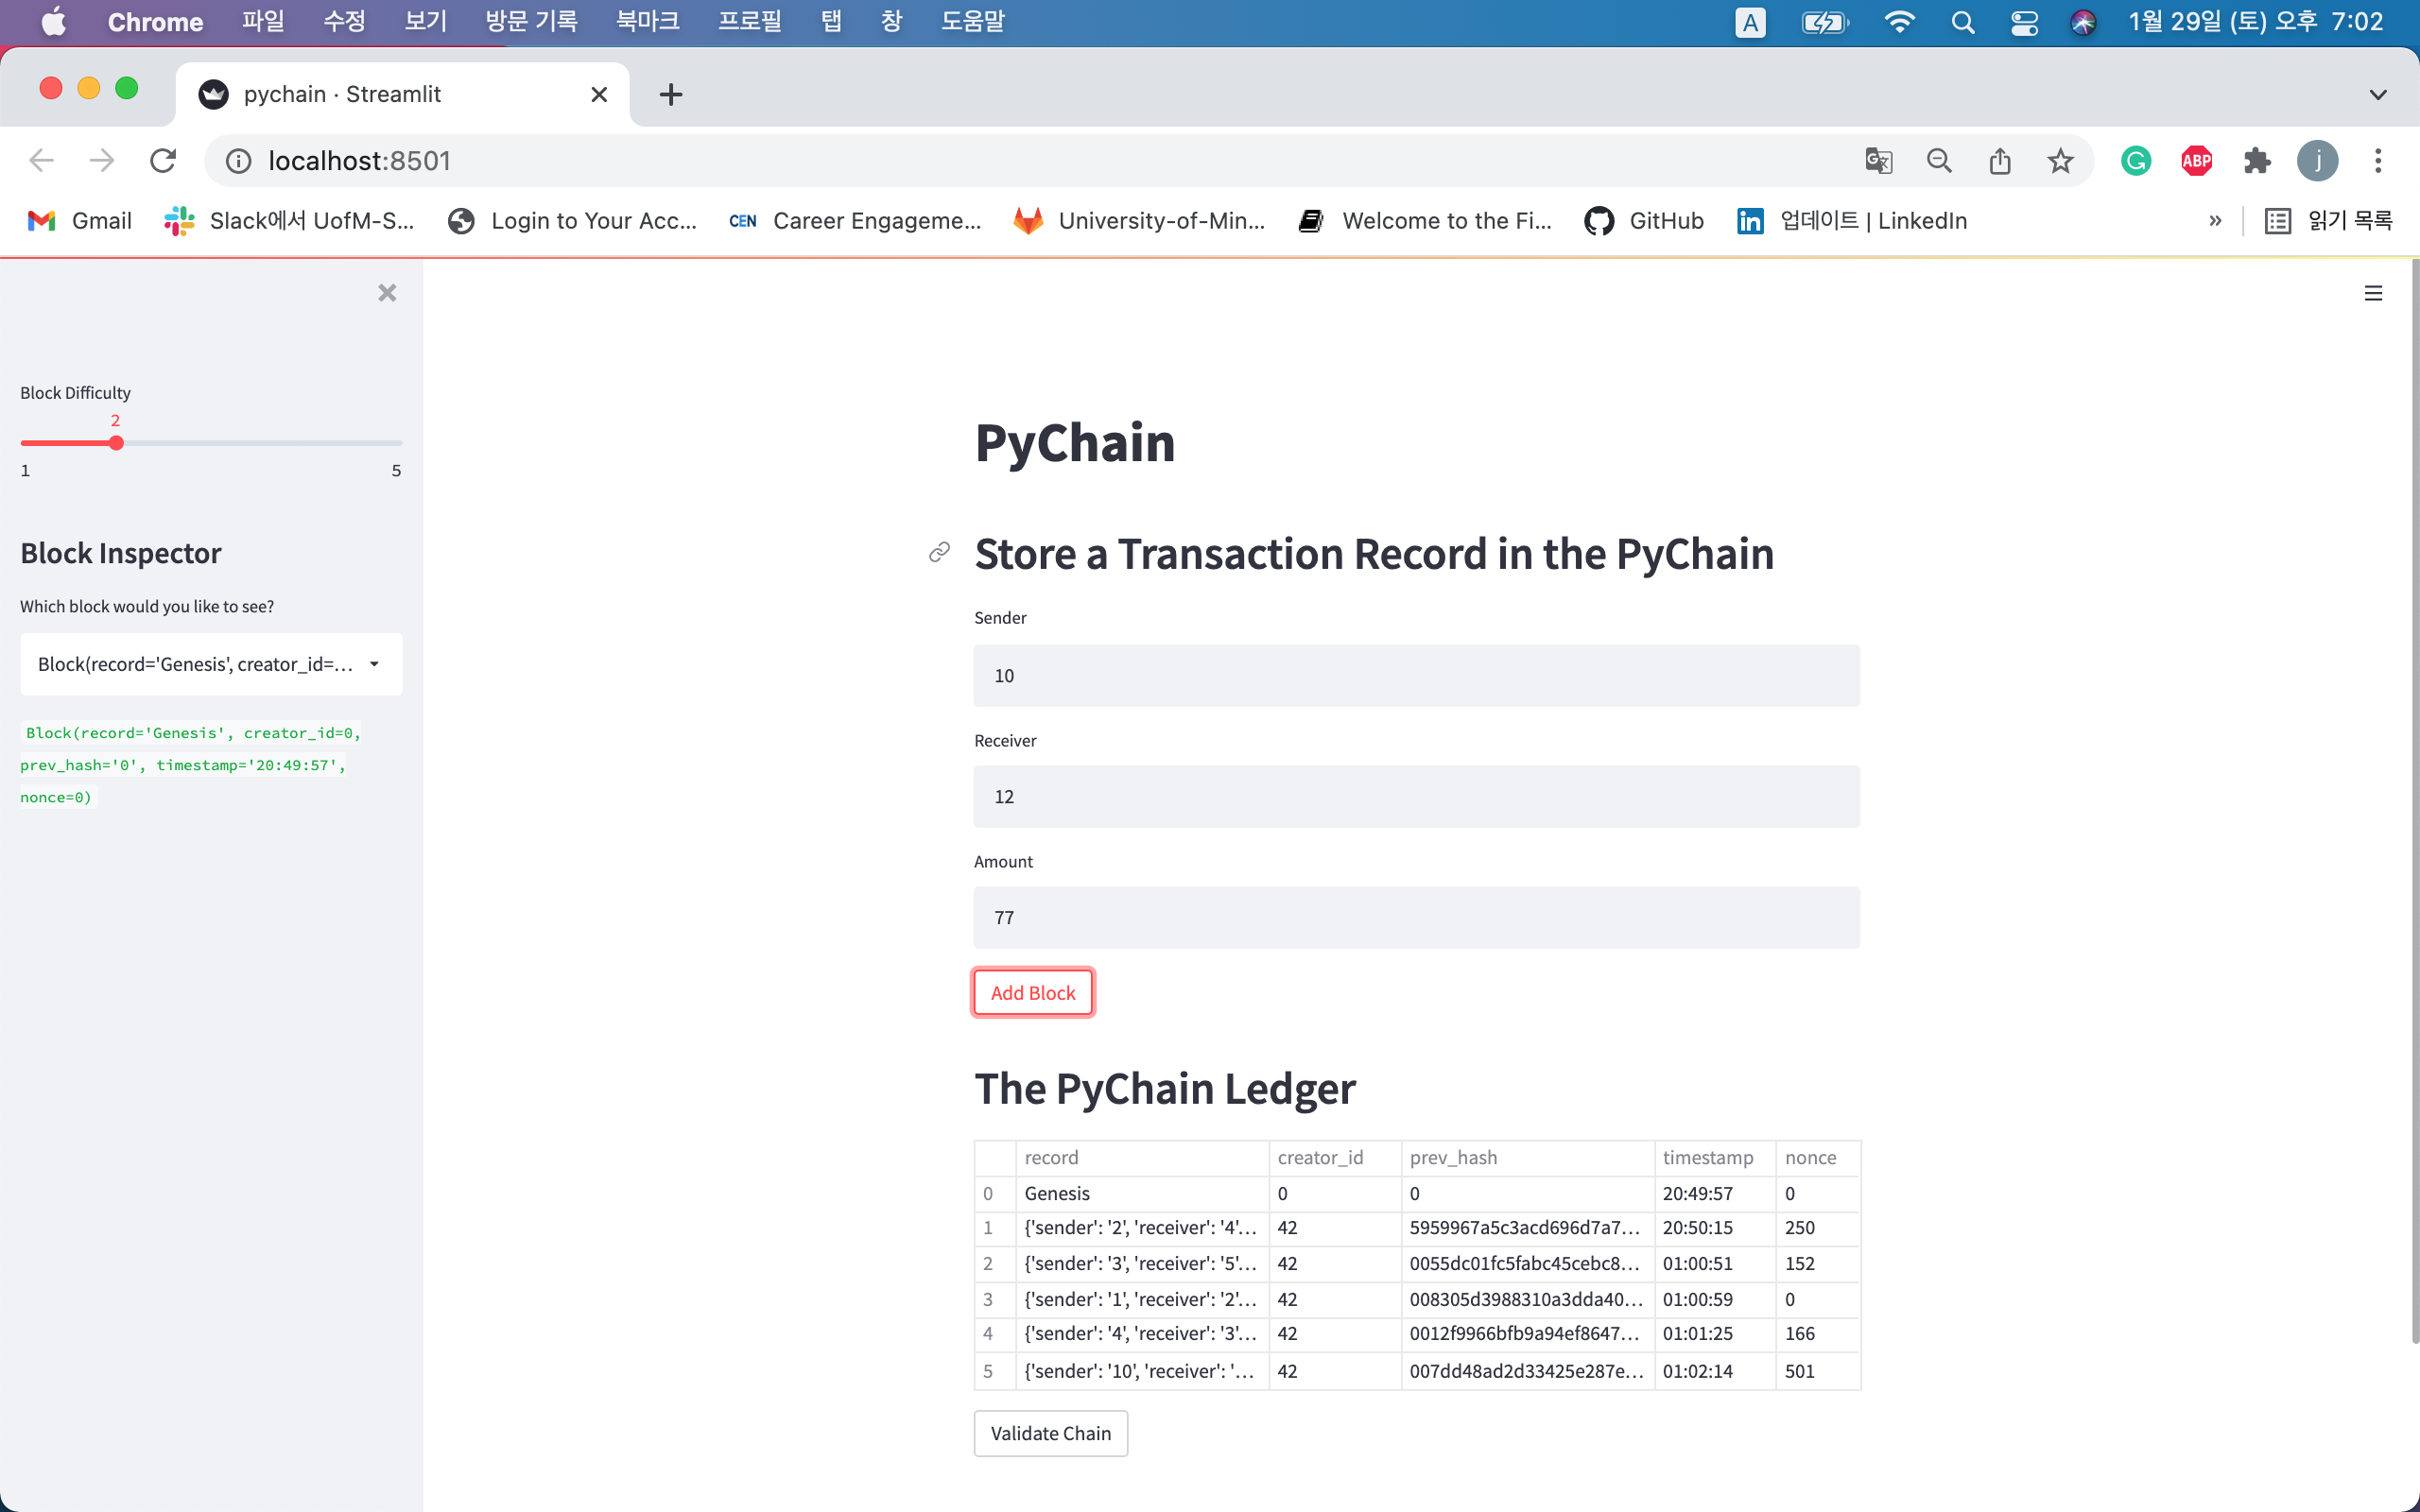 Chrome 파일 수정 보기 방문 기록 북마크 프로필 탭 창 도움말 A 1월 29일 (토) 오후 7:02
pychain · Streamlit
localhost:8501 ABP j
Gmail Slack에서 UofM-S... Login to Your Acc... CEN Career Engageme... University-of-Min... Welcome to the Fi... GitHub in 업데이트 | LinkedIn » 읽기 목록
Block Difficulty
2
1 5
Block Inspector
Which block would you like to see?
Block(record='Genesis', creator_id=...
Block(record='Genesis', creator_id=0,
prev_hash='0', timestamp='20:49:57',
nonce=0)
PyChain
Store a Transaction Record in the PyChain
Sender
10
Receiver
12
Amount
77
Add Block
The PyChain Ledger
record creator_id prev_hash timestamp nonce
0 Genesis 0 0 20:49:57 0
1 {'sender': '2', 'receiver': '4'... 42 5959967a5c3acd696d7a7... 20:50:15 250
2 {'sender': '3', 'receiver': '5'... 42 0055dc01fc5fabc45cebc8... 01:00:51 152
3 {'sender': '1', 'receiver': '2'... 42 008305d3988310a3dda40... 01:00:59 0
4 {'sender': '4', 'receiver': '3'... 42 0012f9966bfb9a94ef8647... 01:01:25 166
5 {'sender': '10', 'receiver': '... 42 007dd48ad2d33425e287e... 01:02:14 501
Validate Chain